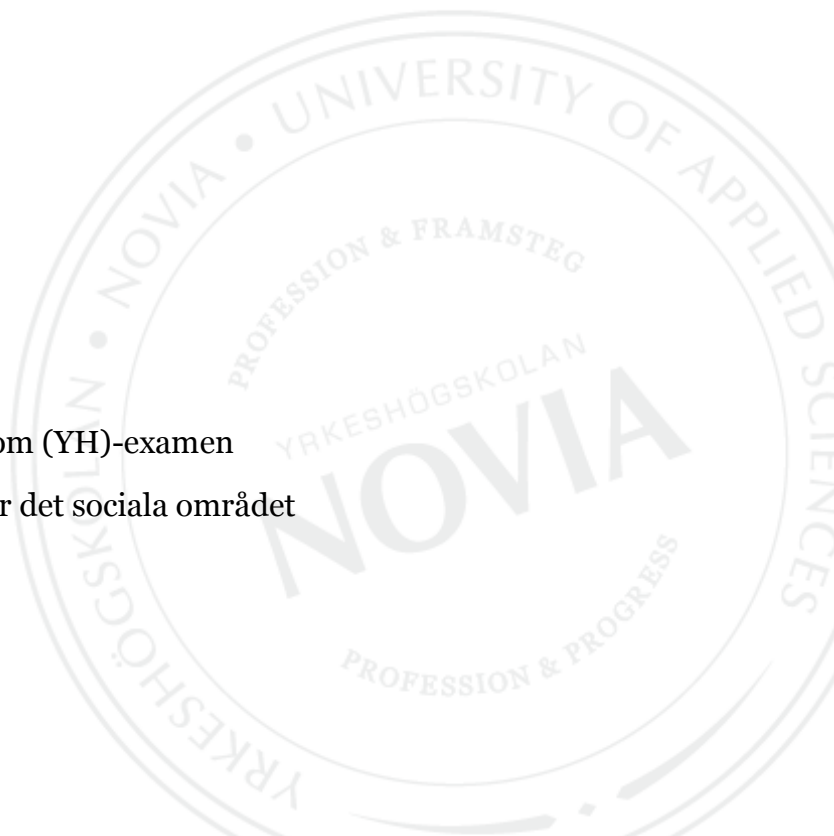 UNIVERSITY OF APPLIED SCIENCES
YRKESHÖGSKOLAN • NOVIA •
PROFESSION & FRAMSTEG
YRKESHÖGSKOLAN
NOVIA
om (YH)-examen
r det sociala området
PROFESSION & PROGRESS